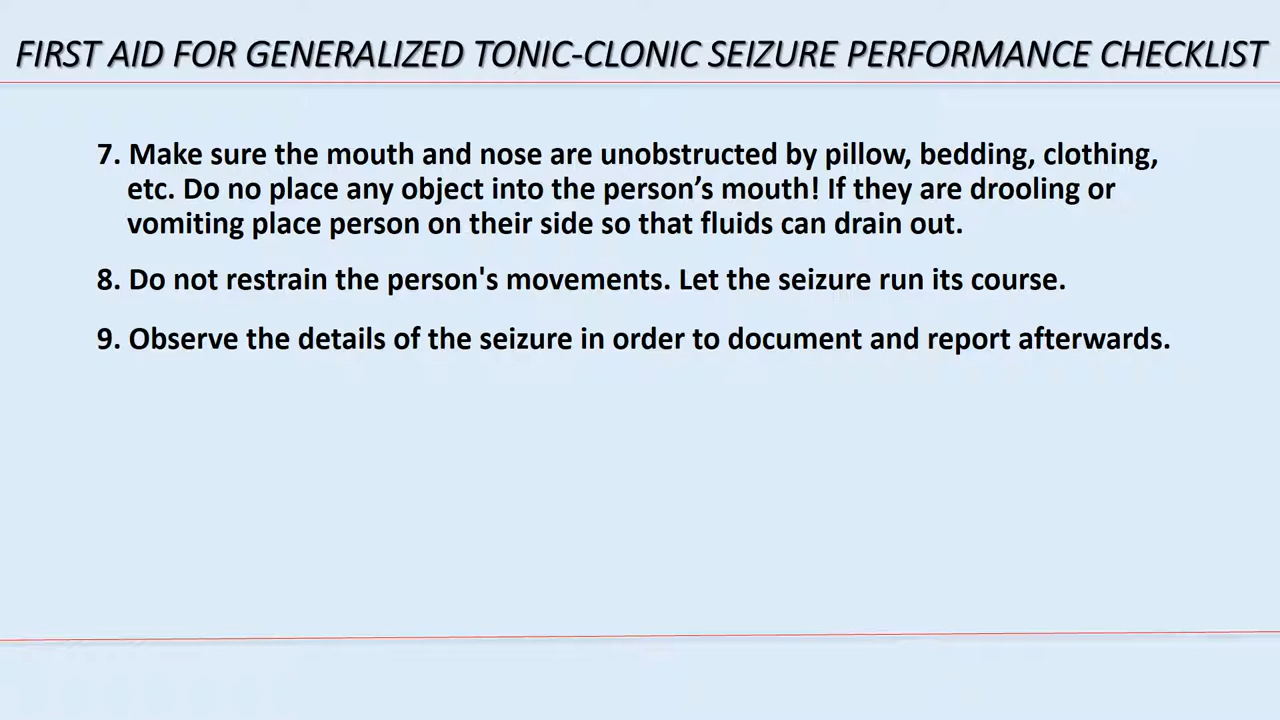 FIRST AID FOR GENERALIZED TONIC-CLONIC SEIZURE PERFORMANCE CHECKLIST
7. Make sure the mouth and nose are unobstructed by pillow, bedding, clothing,
etc. Do no place any object into the person’s mouth! If they are drooling or
vomiting place person on their side so that fluids can drain out.
8. Do not restrain the person's movements. Let the seizure run its course.
9. Observe the details of the seizure in order to document and report afterwards.